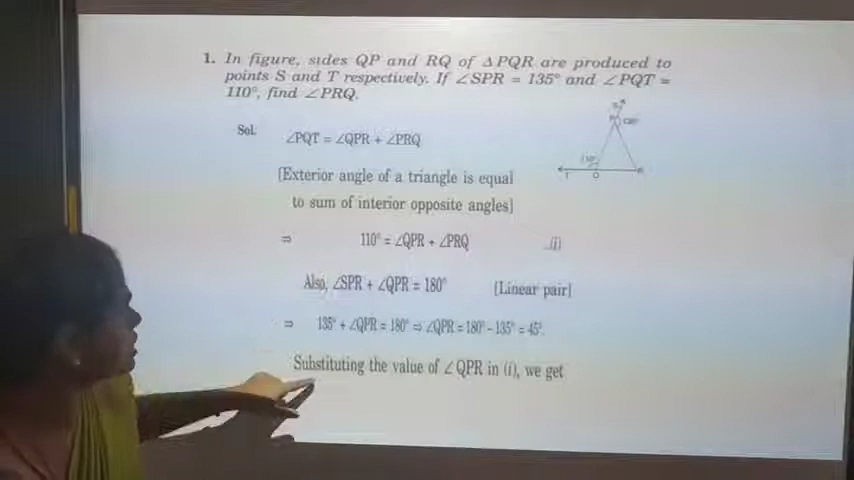 1. In figure, sides QP and RQ of ΔPQR are produced to
points S and T respectively. If ∠SPR = 135° and ∠PQT =
110°, find ∠PRQ.
Sol.
∠PQT = ∠QPR + ∠PRQ
[Exterior angle of a triangle is equal
to sum of interior opposite angles]
⇒ 110° = ∠QPR + ∠PRQ ...(i)
Also, ∠SPR + ∠QPR = 180° [Linear pair]
⇒ 135° + ∠QPR = 180° ⇒ ∠QPR = 180° - 135° = 45°.
Substituting the value of ∠QPR in (i), we get